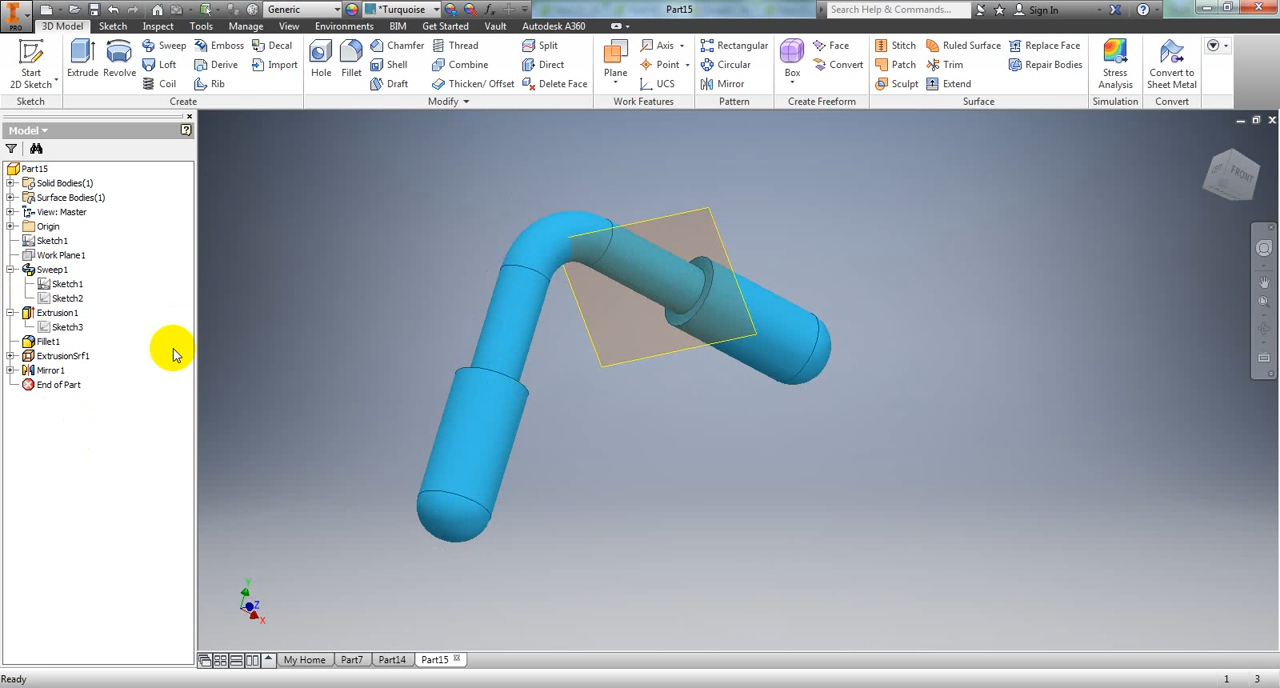 PRO
Generic
*Turquoise
Part15
Search Help & Commands...
Sign In
3D Model Sketch Inspect Tools Manage View Environments BIM Get Started Vault Autodesk A360
Start
2D Sketch
Sketch
Extrude
Revolve
Sweep
Loft
Coil
Emboss
Derive
Rib
Decal
Import
Create
Hole
Fillet
Chamfer
Shell
Draft
Thread
Combine
Thicken/ Offset
Split
Direct
Delete Face
Modify
Plane
Axis
Point
UCS
Work Features
Rectangular
Circular
Mirror
Pattern
Box
Face
Convert
Create Freeform
Stitch
Patch
Sculpt
Ruled Surface
Trim
Extend
Replace Face
Repair Bodies
Surface
Stress
Analysis
Simulation
Convert to
Sheet Metal
Convert
Model
Part15
Solid Bodies(1)
Surface Bodies(1)
View: Master
Origin
Sketch1
Work Plane1
Sweep1
Sketch1
Sketch2
Extrusion1
Sketch3
Fillet1
ExtrusionSrf1
Mirror1
End of Part
FRONT
Y
Z
X
My Home Part7 Part14 Part15
Ready
1 3